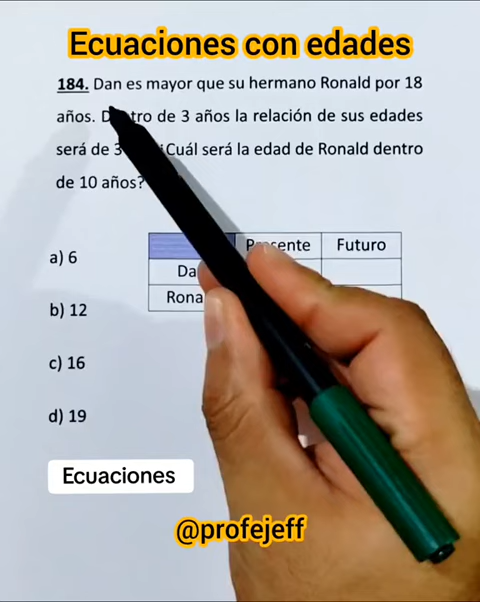 Ecuaciones con edades
184. Dan es mayor que su hermano Ronald por 18
años. tro de 3 años la relación de sus edades
será de 3 ¿Cuál será la edad de Ronald dentro
de 10 años?
Presente Futuro
a) 6
b) 12
c) 16
d) 19
Ecuaciones
@profejeff